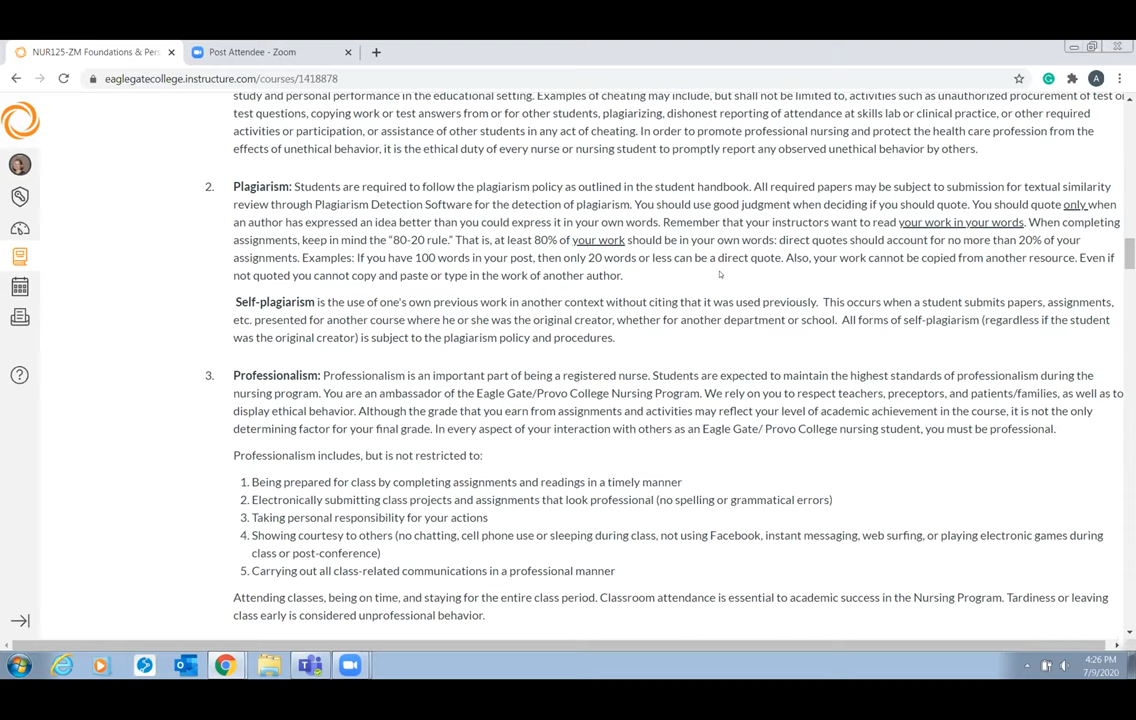 NUR125-ZM Foundations & Pers
Post Attendee - Zoom
eaglegatecollege.instructure.com/courses/1418878
A
study and personal performance in the educational setting. Examples of cheating may include, but shall not be limited to, activities such as unauthorized procurement of test or
test questions, copying work or test answers from or for other students, plagiarizing, dishonest reporting of attendance at skills lab or clinical practice, or other required
activities or participation, or assistance of other students in any act of cheating. In order to promote professional nursing and protect the health care profession from the
effects of unethical behavior, it is the ethical duty of every nurse or nursing student to promptly report any observed unethical behavior by others.
2. Plagiarism: Students are required to follow the plagiarism policy as outlined in the student handbook. All required papers may be subject to submission for textual similarity
review through Plagiarism Detection Software for the detection of plagiarism. You should use good judgment when deciding if you should quote. You should quote only when
an author has expressed an idea better than you could express it in your own words. Remember that your instructors want to read your work in your words. When completing
assignments, keep in mind the "80-20 rule." That is, at least 80% of your work should be in your own words: direct quotes should account for no more than 20% of your
assignments. Examples: If you have 100 words in your post, then only 20 words or less can be a direct quote. Also, your work cannot be copied from another resource. Even if
not quoted you cannot copy and paste or type in the work of another author.
Self-plagiarism is the use of one's own previous work in another context without citing that it was used previously. This occurs when a student submits papers, assignments,
etc. presented for another course where he or she was the original creator, whether for another department or school. All forms of self-plagiarism (regardless if the student
was the original creator) is subject to the plagiarism policy and procedures.
3. Professionalism: Professionalism is an important part of being a registered nurse. Students are expected to maintain the highest standards of professionalism during the
nursing program. You are an ambassador of the Eagle Gate/Provo College Nursing Program. We rely on you to respect teachers, preceptors, and patients/families, as well as to
display ethical behavior. Although the grade that you earn from assignments and activities may reflect your level of academic achievement in the course, it is not the only
determining factor for your final grade. In every aspect of your interaction with others as an Eagle Gate/ Provo College nursing student, you must be professional.
Professionalism includes, but is not restricted to:
1. Being prepared for class by completing assignments and readings in a timely manner
2. Electronically submitting class projects and assignments that look professional (no spelling or grammatical errors)
3. Taking personal responsibility for your actions
4. Showing courtesy to others (no chatting, cell phone use or sleeping during class, not using Facebook, instant messaging, web surfing, or playing electronic games during
class or post-conference)
5. Carrying out all class-related communications in a professional manner
Attending classes, being on time, and staying for the entire class period. Classroom attendance is essential to academic success in the Nursing Program. Tardiness or leaving
class early is considered unprofessional behavior.
4:26 PM
7/9/2020